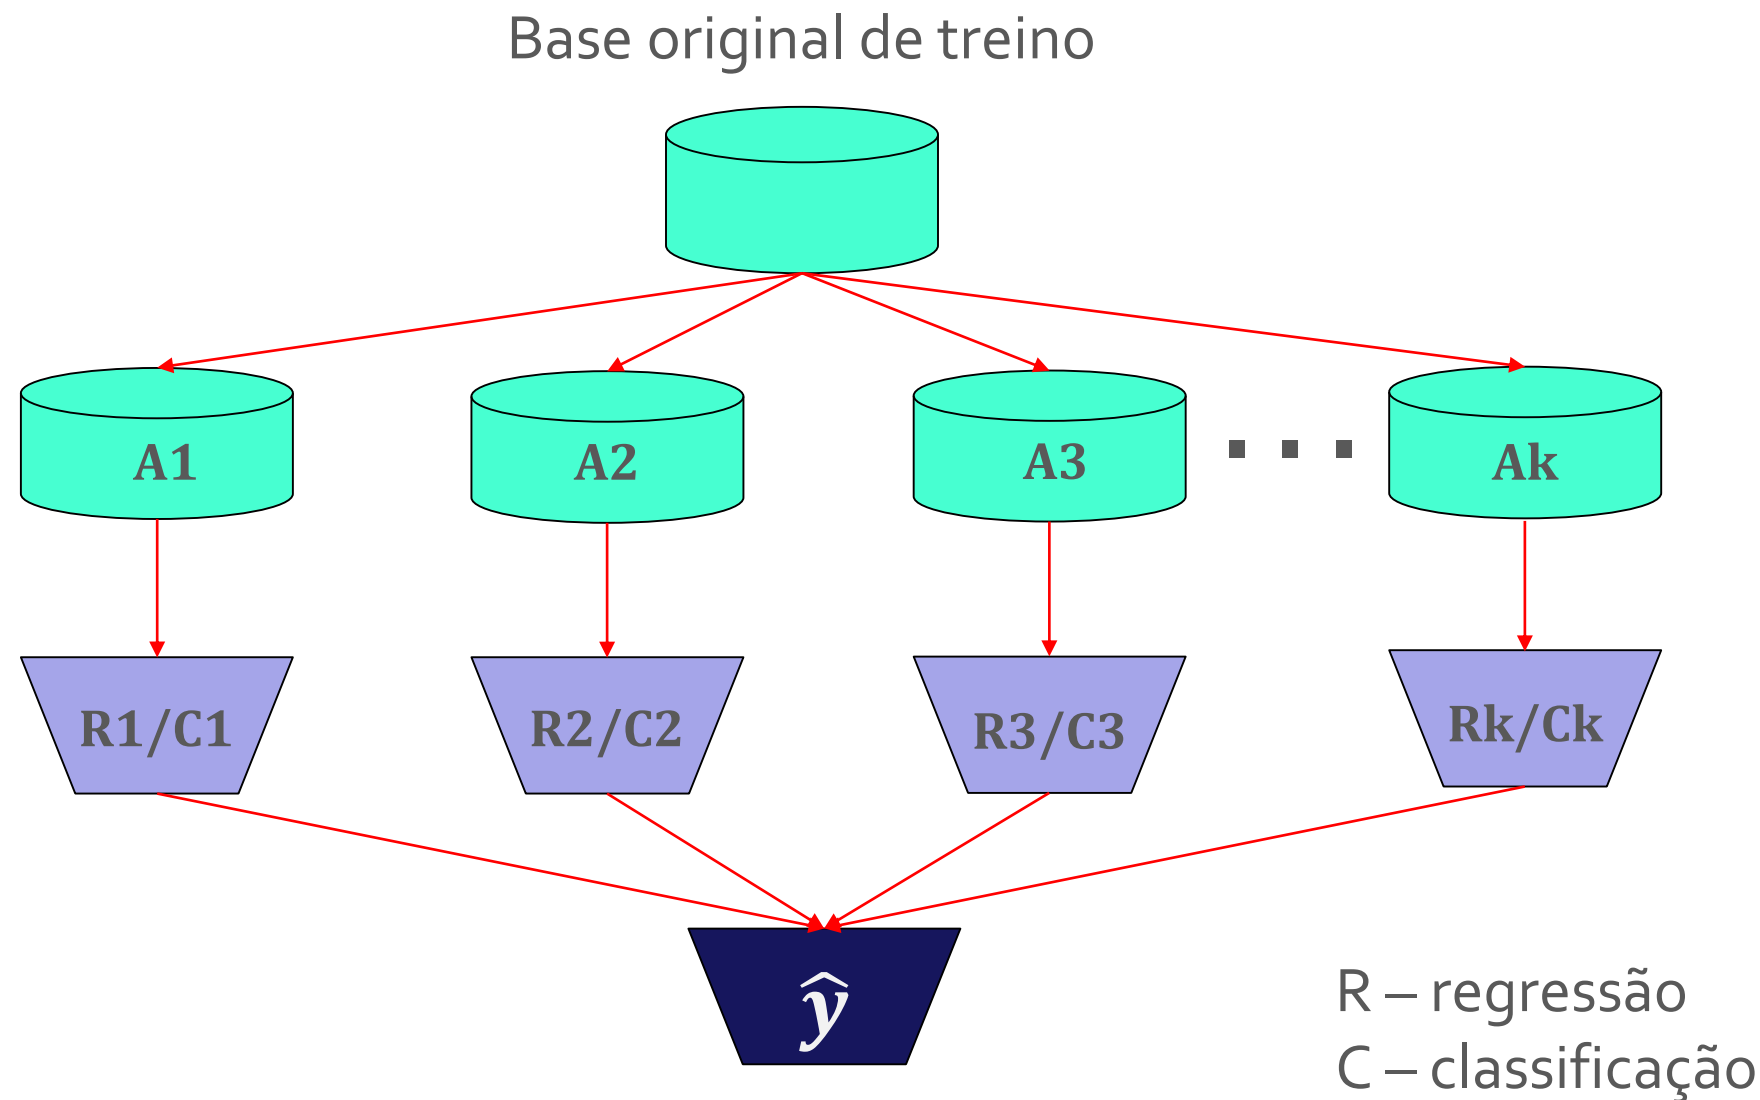 Base original de treino
A1
A2
A3
Ak
R1/C1
R2/C2
R3/C3
Rk/Ck
ŷ
R – regressão
C – classificação